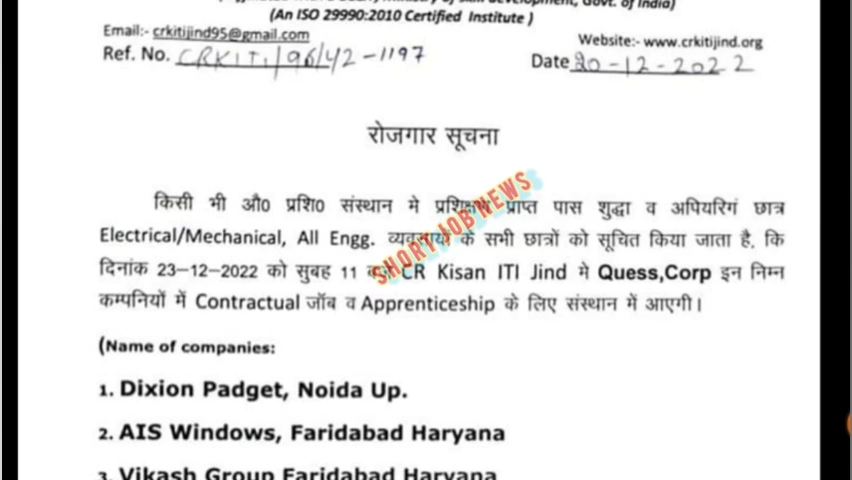 (An ISO 29990:2010 Certified Institute )
Email:- crkitijind95@gmail.com
Website:- www.crkitijind.org
Ref. No. CRKITI/96/42-1197
Date 20-12-2022
रोजगार सूचना
किसी भी औ0 प्रशि0 संस्थान मे प्रशिक्षण प्राप्त पास शुद्धा व अपियरिगं छात्र
Electrical/Mechanical, All Engg. व्यवसायों के सभी छात्रों को सूचित किया जाता है, कि
दिनांक 23-12-2022 को सुबह 11 बजे CR Kisan ITI Jind मे Quess,Corp इन निम्न
कम्पनियों में Contractual जॉब व Apprenticeship के लिए संस्थान में आएगी।
SHORT JOB NEWS
(Name of companies:
1. Dixion Padget, Noida Up.
2. AIS Windows, Faridabad Haryana
3. Vikash Group Faridabad Haryana